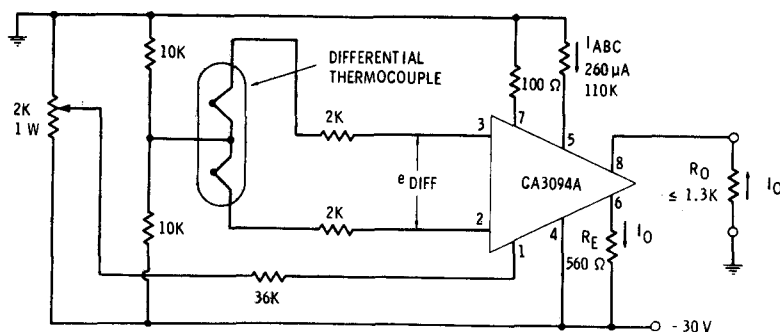 10K
DIFFERENTIAL
THERMOCOUPLE
I_ABC
260 μA
110K
100 Ω
2K
1 W
2K
3
7
5
8
e_DIFF
CA3094A
R_O
≤ 1.3K
I_O
6
10K
2K
2
1
4
R_E
560 Ω
I_O
36K
- 30 V